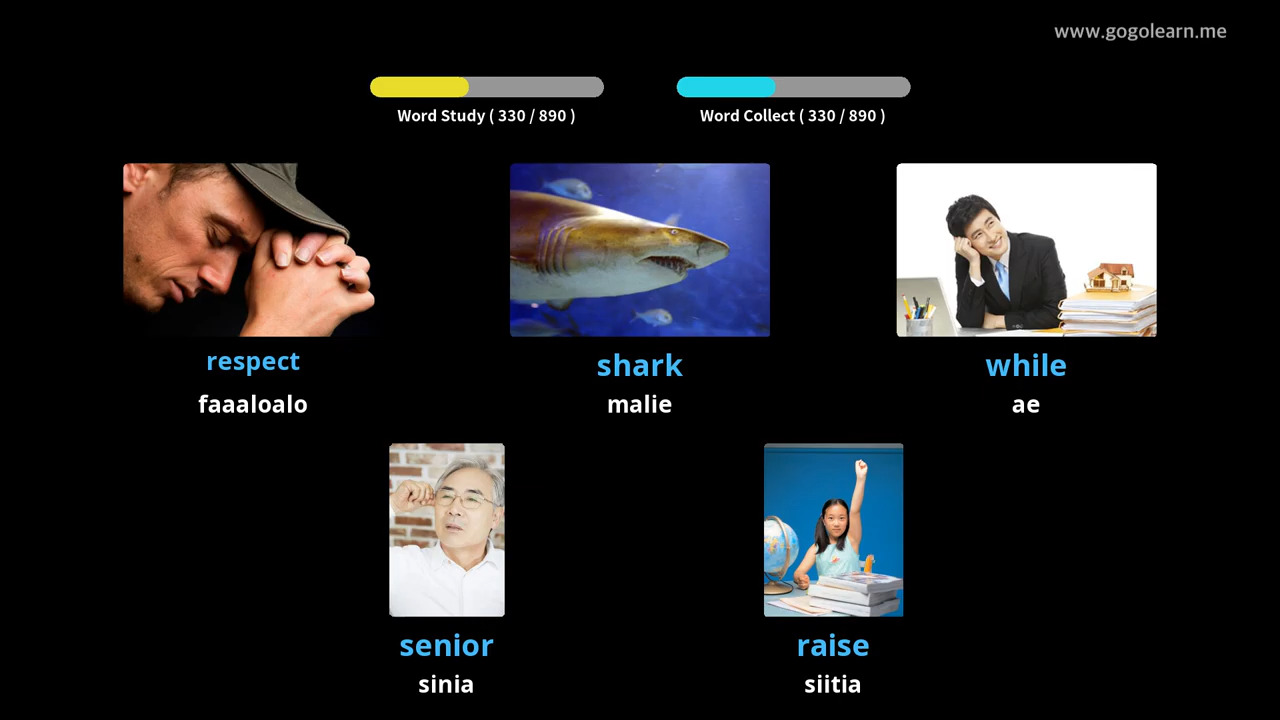 www.gogolearn.me
Word Study ( 330 / 890 )
Word Collect ( 330 / 890 )
respect
faaaloalo
shark
malie
while
ae
senior
sinia
raise
siitia